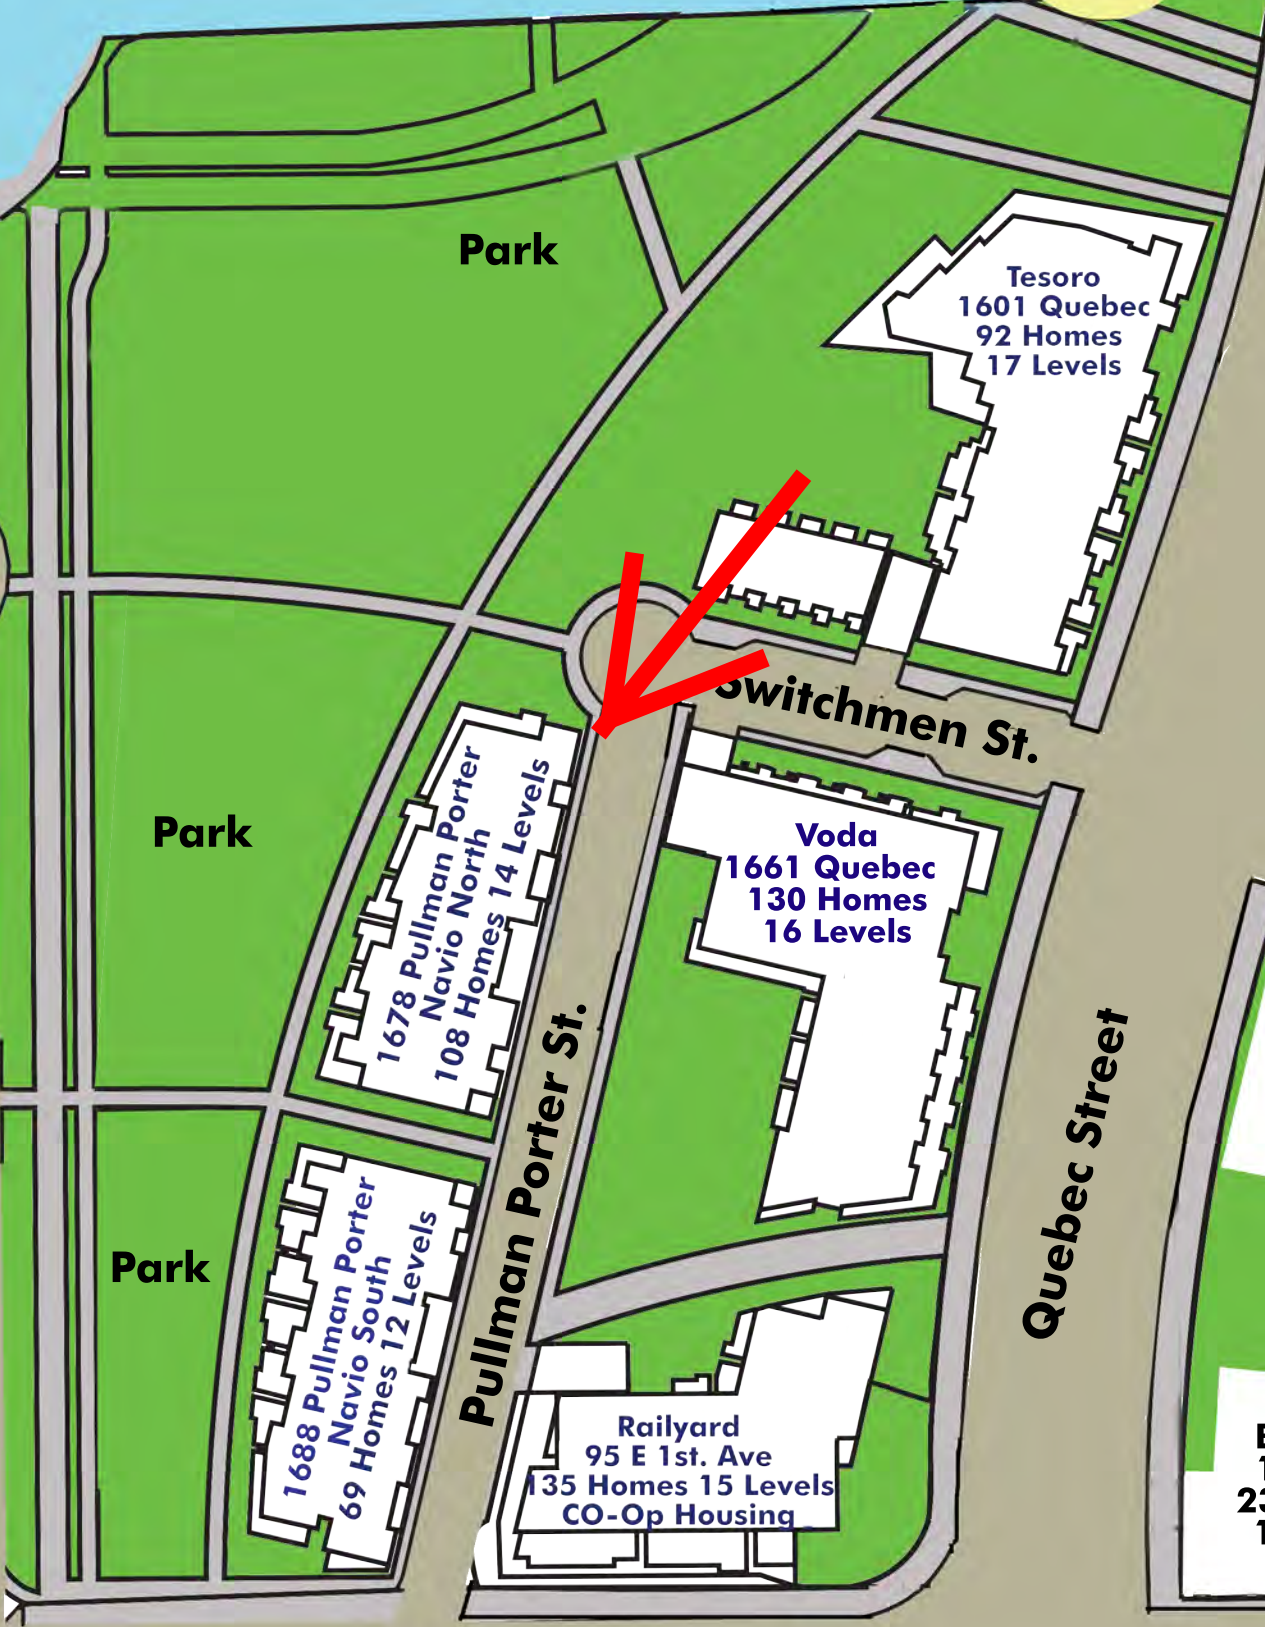 Park
Tesoro
1601 Quebec
92 Homes
17 Levels
Switchmen St.
Park
1678 Pullman Porter
Navio North
108 Homes 14 Levels
Voda
1661 Quebec
130 Homes
16 Levels
Pullman Porter St.
Quebec Street
Park
1688 Pullman Porter
Navio South
69 Homes 12 Levels
Railyard
95 E 1st. Ave
135 Homes 15 Levels
CO-Op Housing